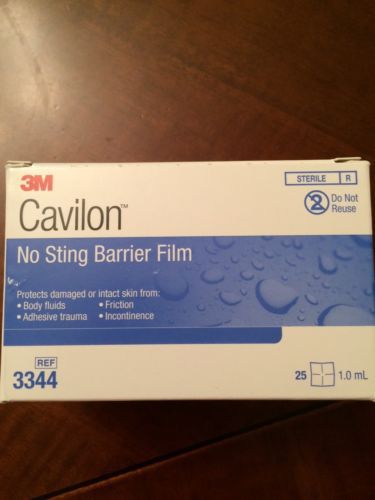 3M
Cavilon™
STERILE R
2 Do Not
Reuse
No Sting Barrier Film
Protects damaged or intact skin from:
• Body fluids • Friction
• Adhesive trauma • Incontinence
REF
3344
25 1.0 mL